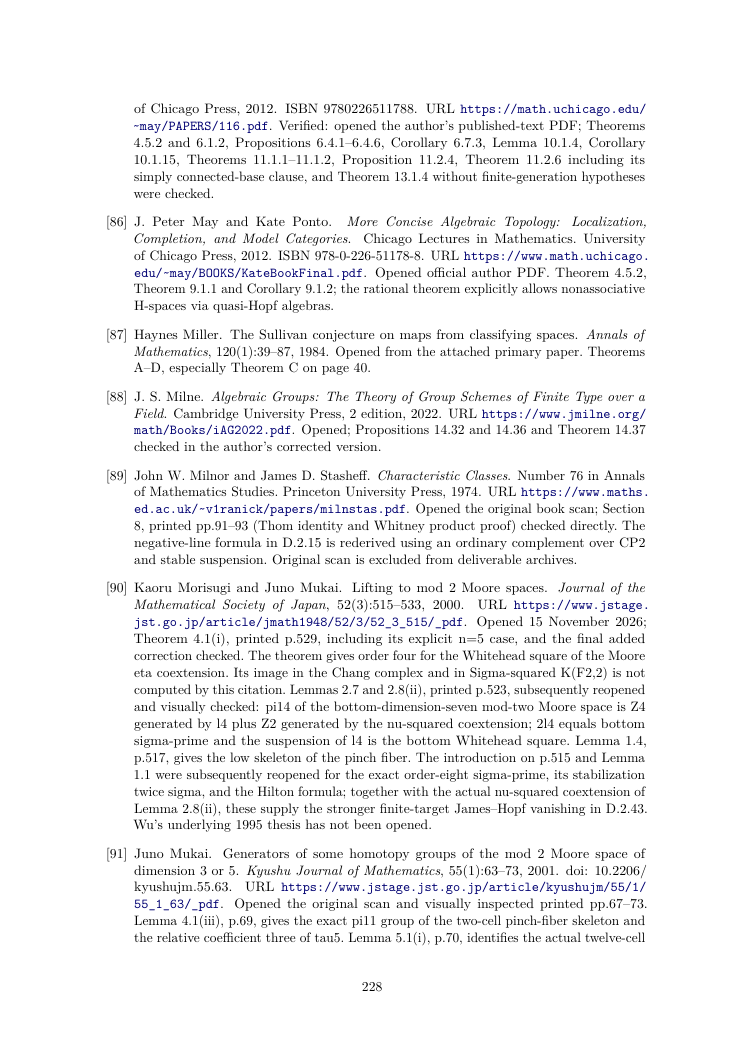 of Chicago Press, 2012. ISBN 9780226511788. URL https://math.uchicago.edu/
~may/PAPERS/116.pdf. Verified: opened the author's published-text PDF; Theorems
4.5.2 and 6.1.2, Propositions 6.4.1–6.4.6, Corollary 6.7.3, Lemma 10.1.4, Corollary
10.1.15, Theorems 11.1.1–11.1.2, Proposition 11.2.4, Theorem 11.2.6 including its
simply connected-base clause, and Theorem 13.1.4 without finite-generation hypotheses
were checked.
[86] J. Peter May and Kate Ponto. More Concise Algebraic Topology: Localization,
Completion, and Model Categories. Chicago Lectures in Mathematics. University
of Chicago Press, 2012. ISBN 978-0-226-51178-8. URL https://www.math.uchicago.
edu/~may/BOOKS/KateBookFinal.pdf. Opened official author PDF. Theorem 4.5.2,
Theorem 9.1.1 and Corollary 9.1.2; the rational theorem explicitly allows nonassociative
H-spaces via quasi-Hopf algebras.
[87] Haynes Miller. The Sullivan conjecture on maps from classifying spaces. Annals of
Mathematics, 120(1):39–87, 1984. Opened from the attached primary paper. Theorems
A–D, especially Theorem C on page 40.
[88] J. S. Milne. Algebraic Groups: The Theory of Group Schemes of Finite Type over a
Field. Cambridge University Press, 2 edition, 2022. URL https://www.jmilne.org/
math/Books/iAG2022.pdf. Opened; Propositions 14.32 and 14.36 and Theorem 14.37
checked in the author's corrected version.
[89] John W. Milnor and James D. Stasheff. Characteristic Classes. Number 76 in Annals
of Mathematics Studies. Princeton University Press, 1974. URL https://www.maths.
ed.ac.uk/~v1ranick/papers/milnstas.pdf. Opened the original book scan; Section
8, printed pp.91–93 (Thom identity and Whitney product proof) checked directly. The
negative-line formula in D.2.15 is rederived using an ordinary complement over CP2
and stable suspension. Original scan is excluded from deliverable archives.
[90] Kaoru Morisugi and Juno Mukai. Lifting to mod 2 Moore spaces. Journal of the
Mathematical Society of Japan, 52(3):515–533, 2000. URL https://www.jstage.
jst.go.jp/article/jmath1948/52/3/52_3_515/_pdf. Opened 15 November 2026;
Theorem 4.1(i), printed p.529, including its explicit n=5 case, and the final added
correction checked. The theorem gives order four for the Whitehead square of the Moore
eta coextension. Its image in the Chang complex and in Sigma-squared K(F2,2) is not
computed by this citation. Lemmas 2.7 and 2.8(ii), printed p.523, subsequently reopened
and visually checked: pi14 of the bottom-dimension-seven mod-two Moore space is Z4
generated by l4 plus Z2 generated by the nu-squared coextension; 2l4 equals bottom
sigma-prime and the suspension of l4 is the bottom Whitehead square. Lemma 1.4,
p.517, gives the low skeleton of the pinch fiber. The introduction on p.515 and Lemma
1.1 were subsequently reopened for the exact order-eight sigma-prime, its stabilization
twice sigma, and the Hilton formula; together with the actual nu-squared coextension of
Lemma 2.8(ii), these supply the stronger finite-target James–Hopf vanishing in D.2.43.
Wu's underlying 1995 thesis has not been opened.
[91] Juno Mukai. Generators of some homotopy groups of the mod 2 Moore space of
dimension 3 or 5. Kyushu Journal of Mathematics, 55(1):63–73, 2001. doi: 10.2206/
kyushujm.55.63. URL https://www.jstage.jst.go.jp/article/kyushujm/55/1/
55_1_63/_pdf. Opened the original scan and visually inspected printed pp.67–73.
Lemma 4.1(iii), p.69, gives the exact pi11 group of the two-cell pinch-fiber skeleton and
the relative coefficient three of tau5. Lemma 5.1(i), p.70, identifies the actual twelve-cell
228